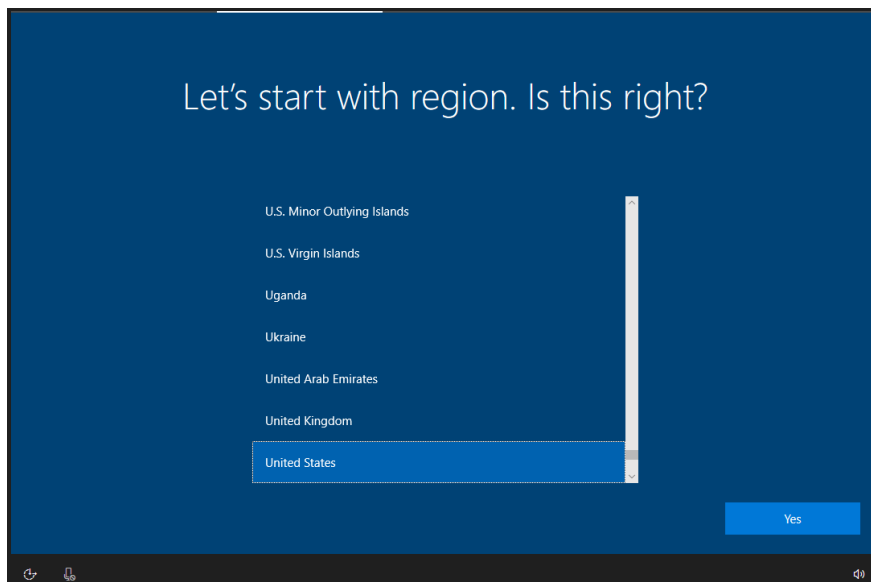 Let's start with region. Is this right?
U.S. Minor Outlying Islands
U.S. Virgin Islands
Uganda
Ukraine
United Arab Emirates
United Kingdom
United States
Yes